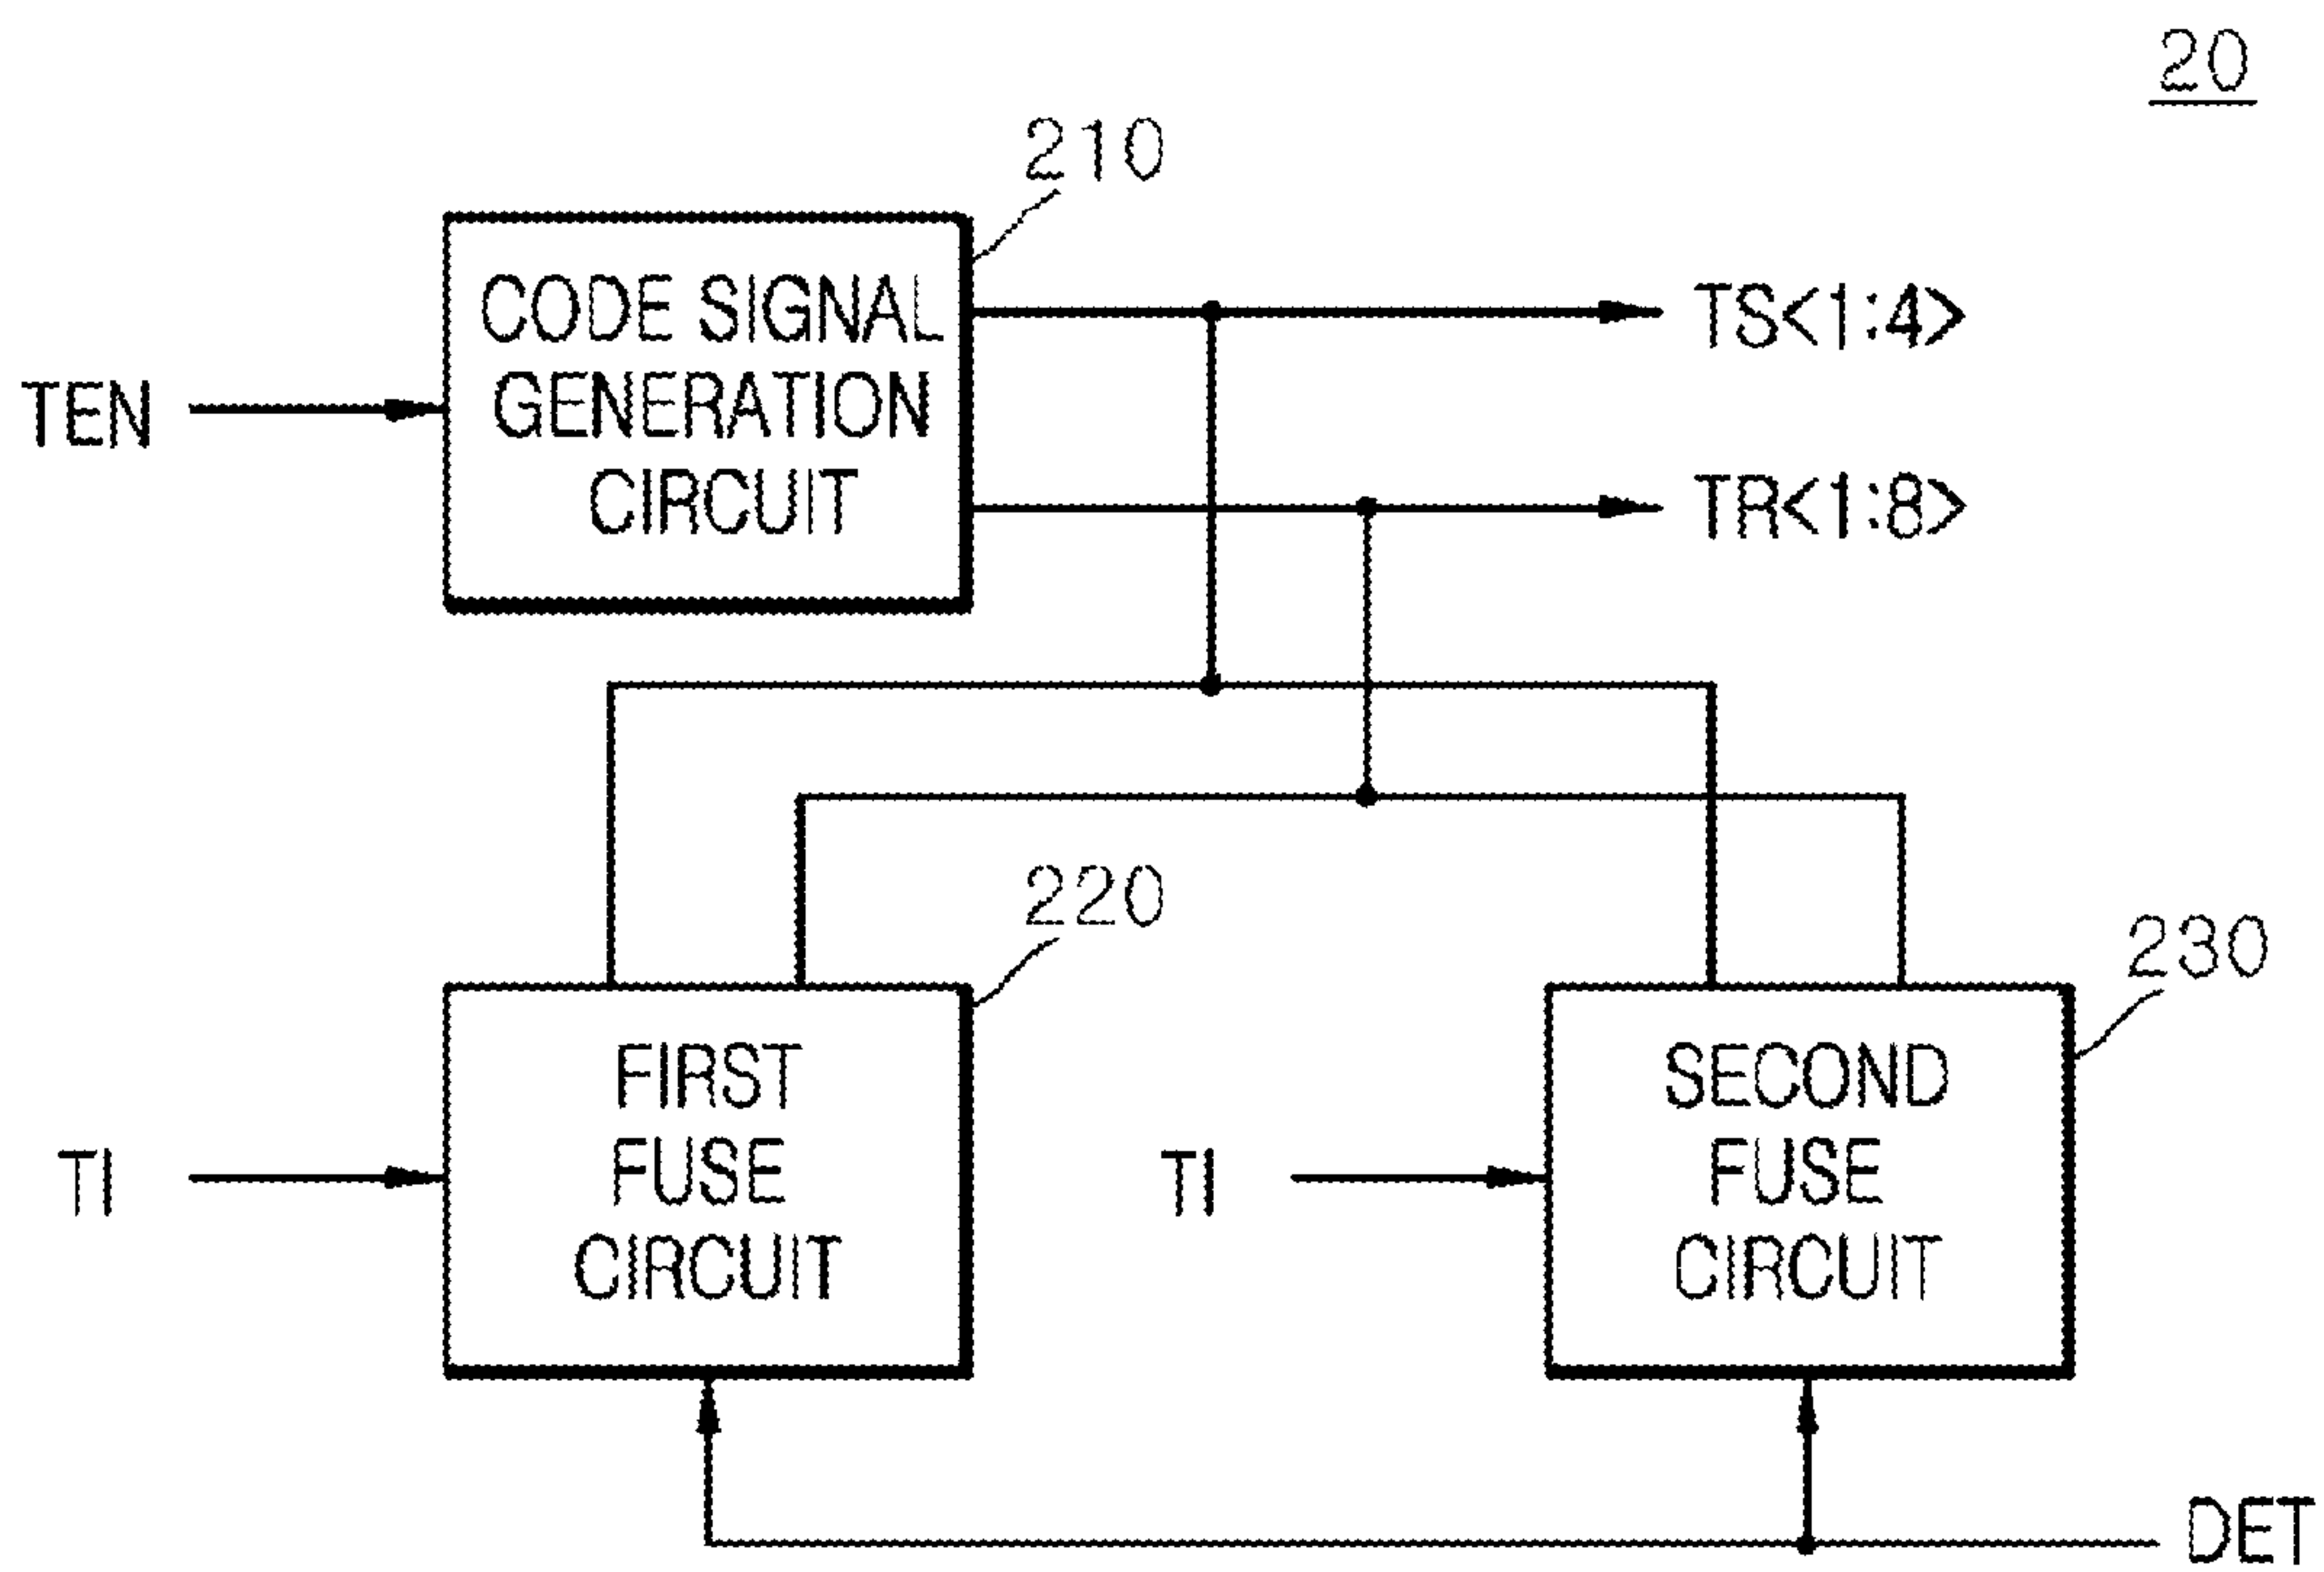 20
210
CODE SIGNAL
GENERATION
CIRCUIT
TEN
TS<1:4>
TR<1:8>
220
230
FIRST
FUSE
CIRCUIT
TI
SECOND
FUSE
CIRCUIT
TI
DET